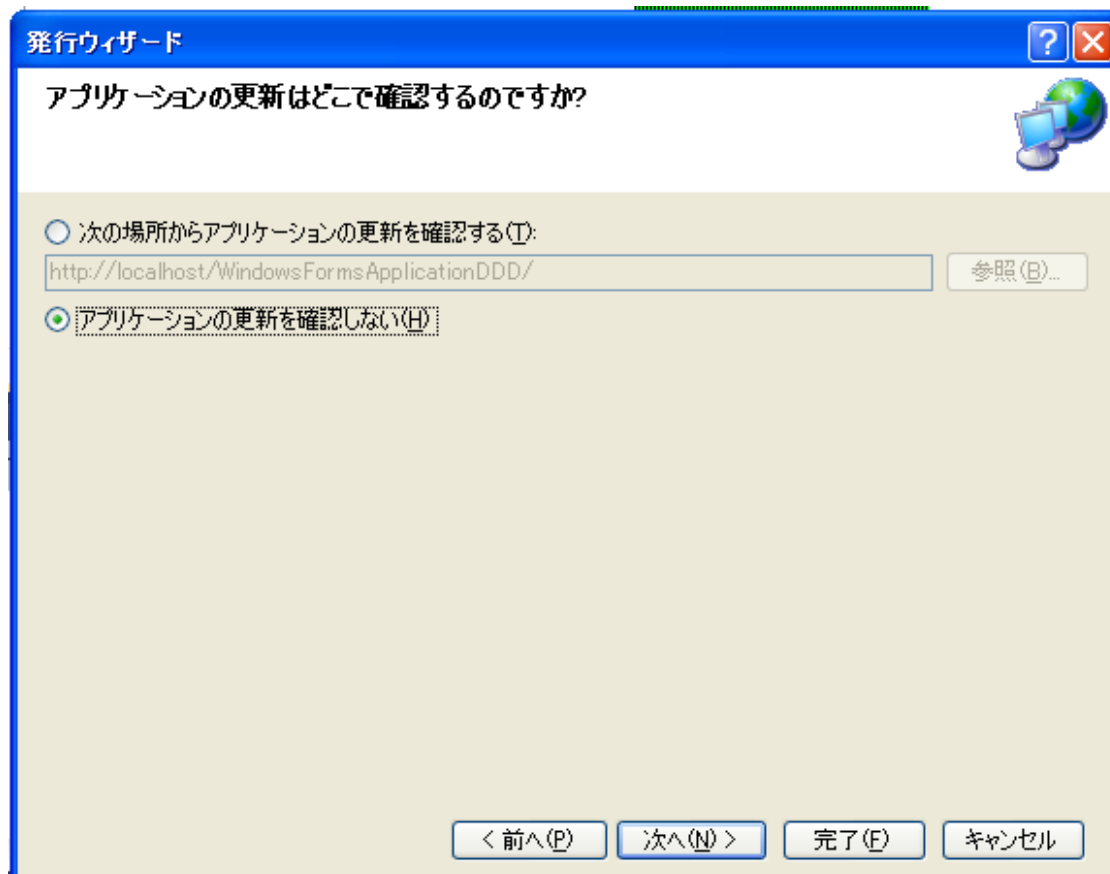 発行ウィザード
アプリケーションの更新はどこで確認するのですか?
次の場所からアプリケーションの更新を確認する(T):
http://localhost/WindowsFormsApplicationDDD/
参照(B)...
アプリケーションの更新を確認しない(H)
< 前へ(P)
次へ(N) >
完了(F)
キャンセル